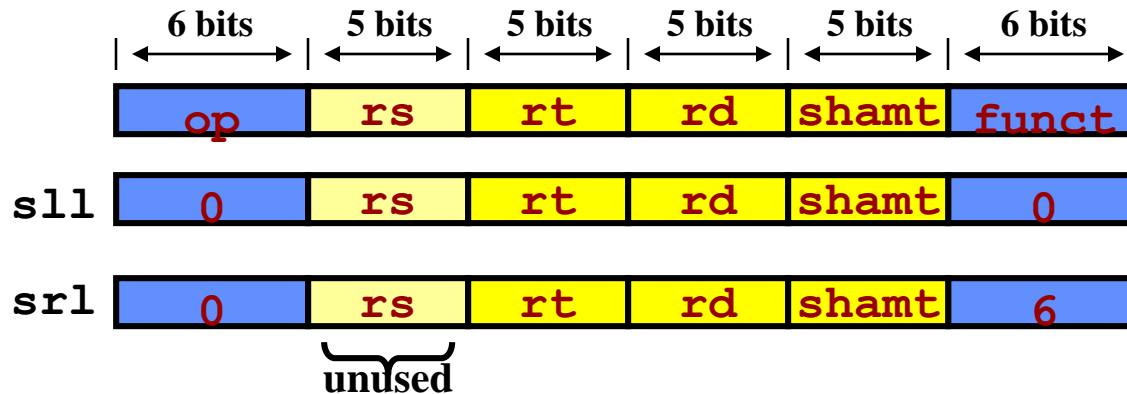 6 bits 5 bits 5 bits 5 bits 5 bits 6 bits
op rs rt rd shamt funct
sll 0 rs rt rd shamt 0
srl 0 rs rt rd shamt 6
unused